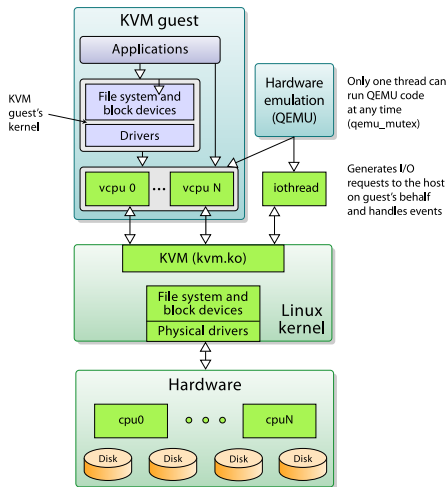 KVM guest
Applications
KVM
guest's
kernel
File system and
block devices
Drivers
Hardware
emulation
(QEMU)
Only one thread can
run QEMU code
at any time
(qemu_mutex)
vcpu 0
...
vcpu N
iothread
Generates I/O
requests to the host
on guest's behalf
and handles events
KVM (kvm.ko)
File system and
block devices
Physical drivers
Linux
kernel
Hardware
cpu0
cpuN
Disk
Disk
Disk
Disk